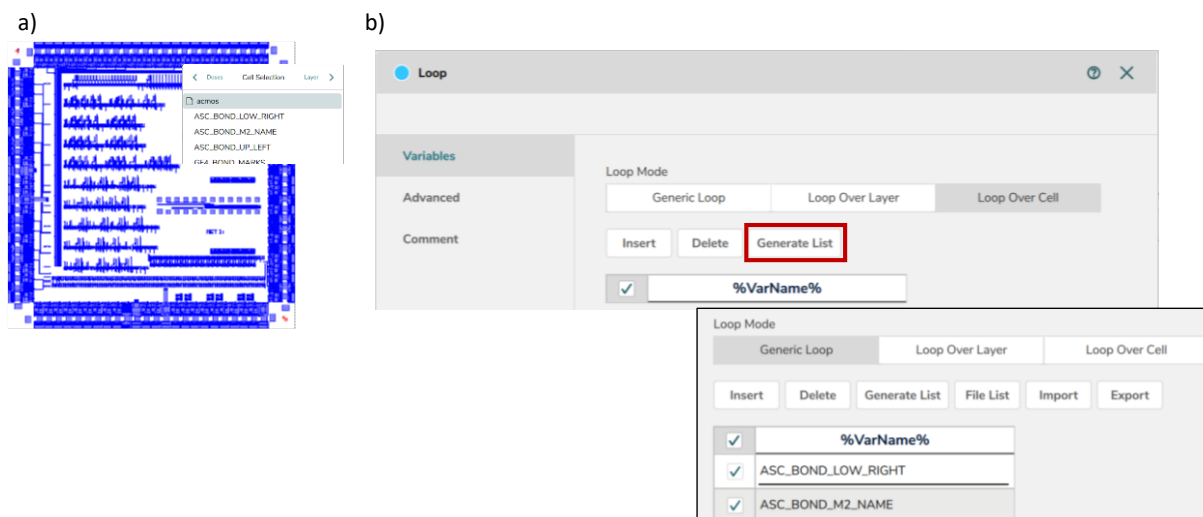 a)
b)
Doses Cell Selection Layer
acmos
ASC_BOND_LOW_RIGHT
ASC_BOND_M2_NAME
ASC_BOND_UP_LEFT
GF4_BOND_MARKS
Loop
Variables
Advanced
Comment
Loop Mode
Generic Loop Loop Over Layer Loop Over Cell
Insert Delete Generate List
%VarName%
Loop Mode
Generic Loop Loop Over Layer Loop Over Cell
Insert Delete Generate List File List Import Export
%VarName%
ASC_BOND_LOW_RIGHT
ASC_BOND_M2_NAME